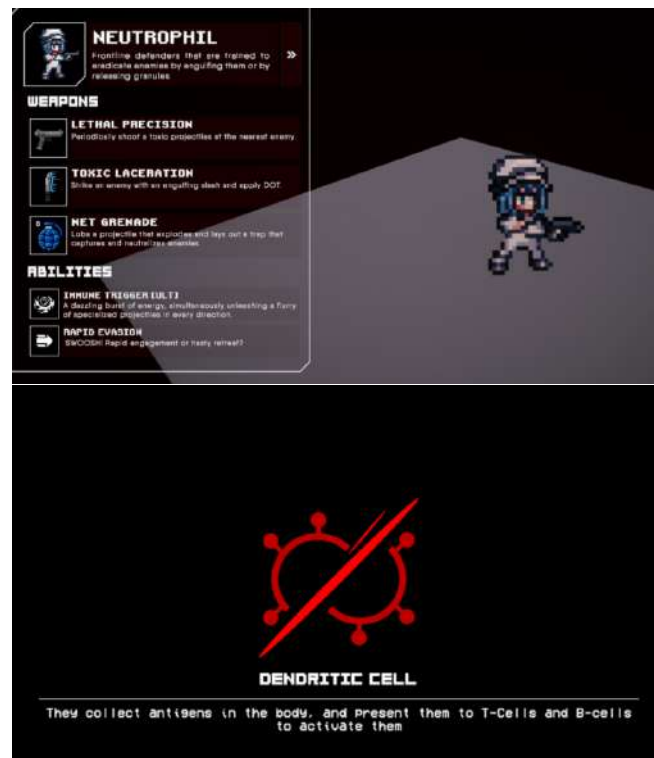 NEUTROPHIL
Frontline defenders that are trained to
eradicate enemies by engulfing them or by
releasing granules.
WEAPONS
LETHAL PRECISION
Periodically shoot a toxic projectiles at the nearest enemy.
TOXIC LACERATION
Strike an enemy with an engulfing slash and apply DOT.
NET GRENADE
Lobs a projectile that explodes and lays out a trap that
captures and neutralizes enemies.
ABILITIES
IMMUNE TRIGGER [ULT]
A dazzling burst of energy, simultaneously unleashing a flurry
of specialized projectiles in every direction.
RAPID EVASION
SWOOSH! Rapid engagement or hasty retreat?
DENDRITIC CELL
They collect antigens in the body, and present them to T-Cells and B-cells
to activate them